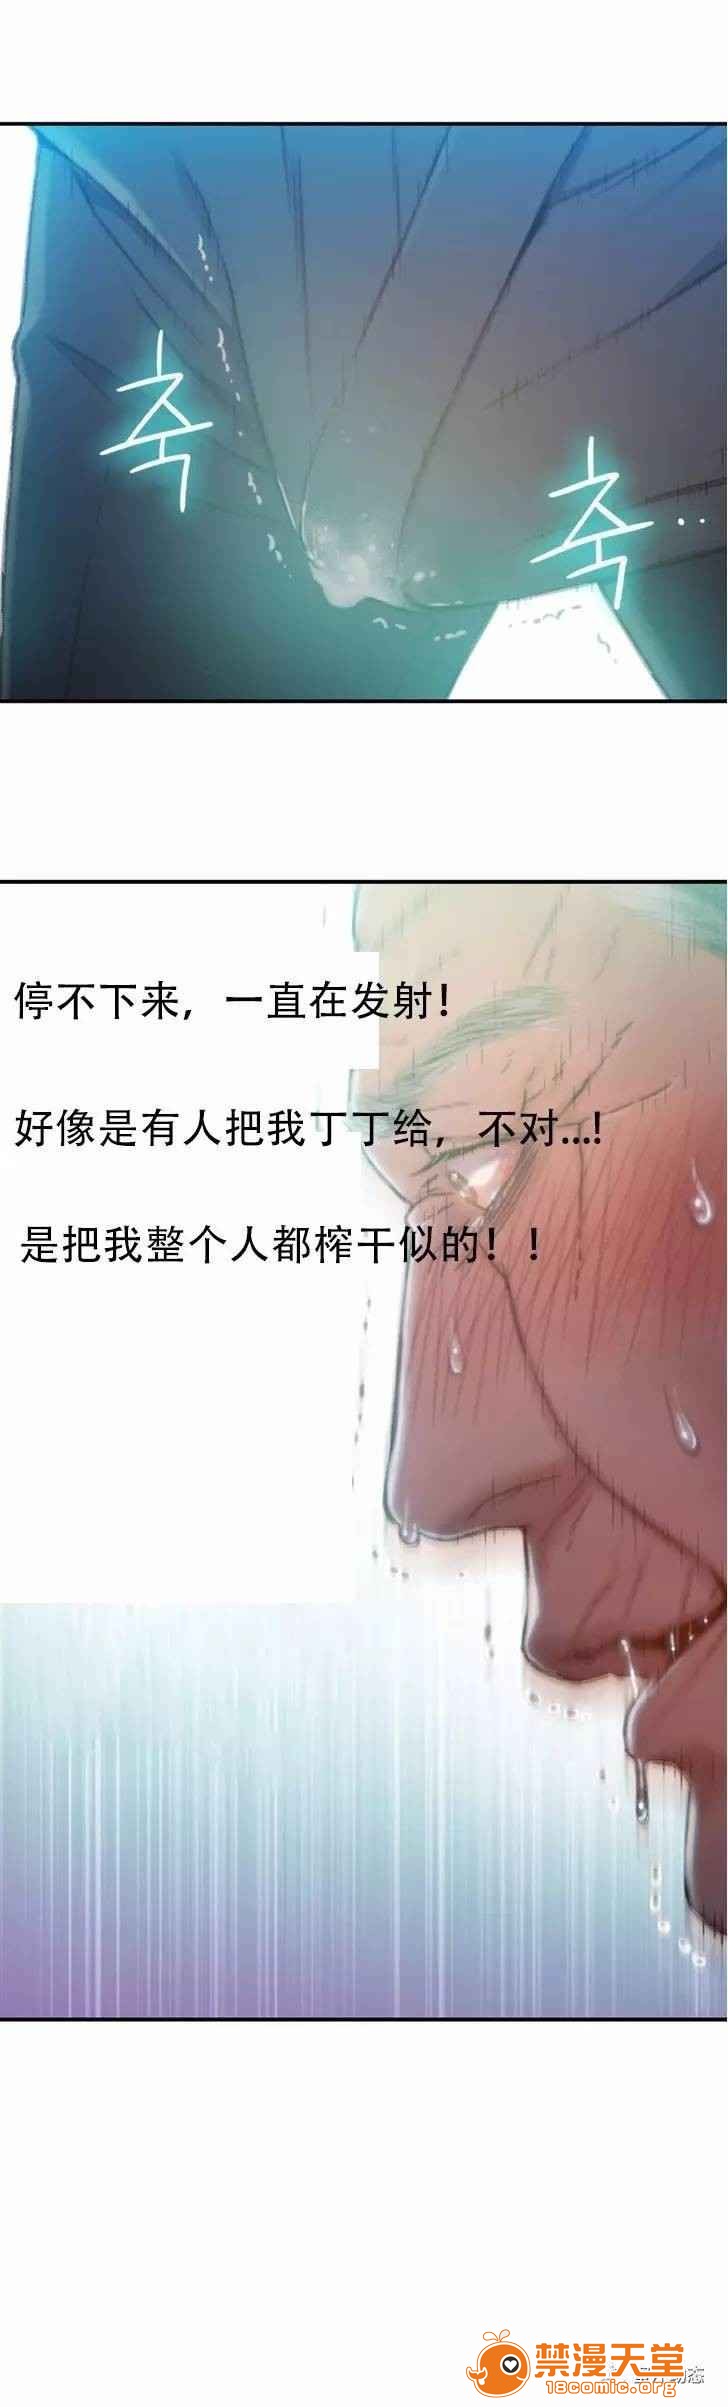 축
축..
停不下来，一直在发射！
好像是有人把我丁丁给，不对...!
是把我整个人都榨干似的！！
禁漫天堂
18comic.org